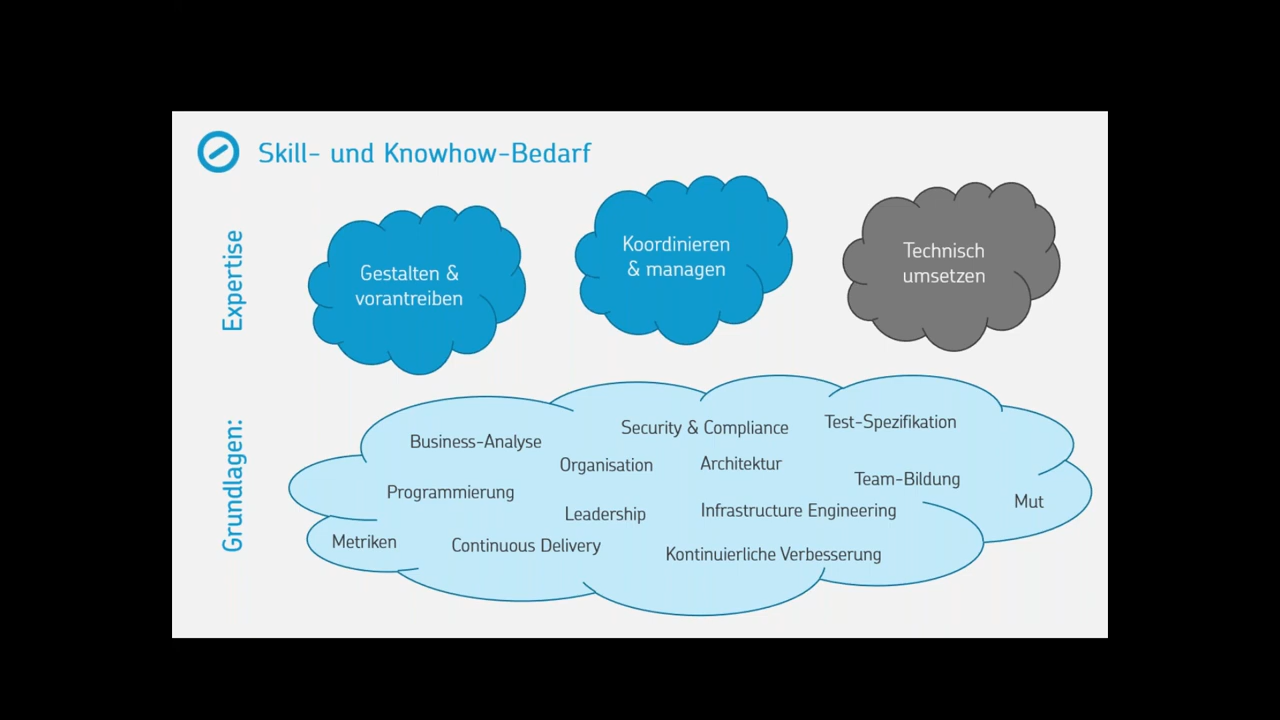 Skill- und Knowhow-Bedarf
Expertise
Gestalten &
vorantreiben
Koordinieren
& managen
Technisch
umsetzen
Grundlagen:
Business-Analyse
Security & Compliance
Test-Spezifikation
Organisation
Architektur
Team-Bildung
Programmierung
Leadership
Infrastructure Engineering
Mut
Metriken
Continuous Delivery
Kontinuierliche Verbesserung